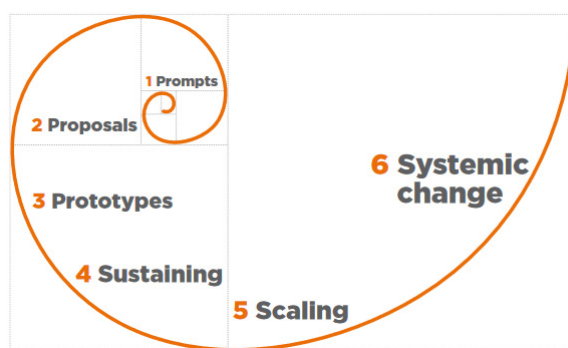 1 Prompts
2 Proposals
3 Prototypes
4 Sustaining
5 Scaling
6 Systemic
change